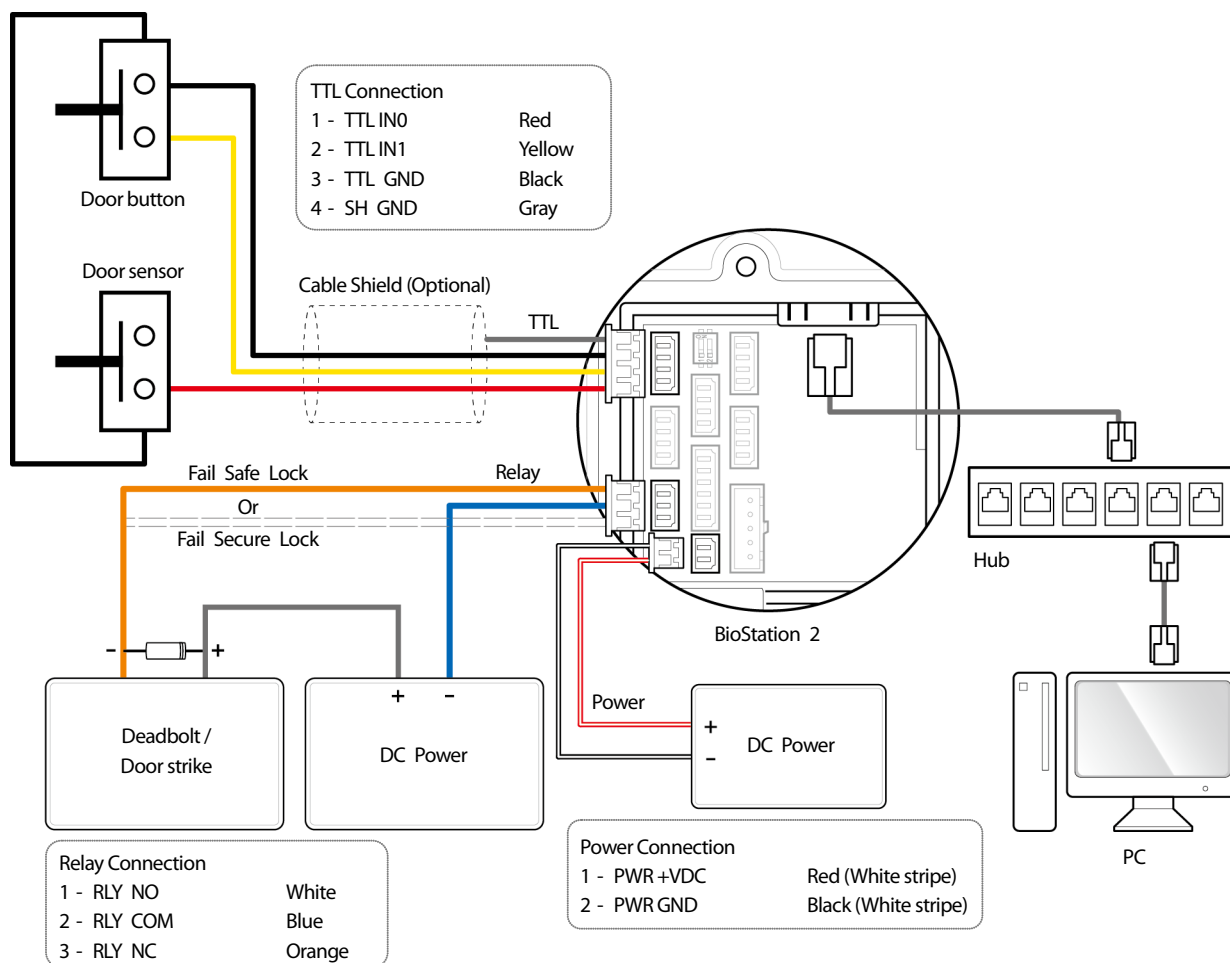 TTL Connection
1 - TTL IN0 Red
2 - TTL IN1 Yellow
3 - TTL GND Black
4 - SH GND Gray
Door button
Door sensor
Cable Shield (Optional)
TTL
Fail Safe Lock
Relay
Or
Fail Secure Lock
Hub
BioStation 2
- +
+ -
Deadbolt /
Door strike
DC Power
Power
+
-
DC Power
PC
Relay Connection
1 - RLY NO White
2 - RLY COM Blue
3 - RLY NC Orange
Power Connection
1 - PWR +VDC Red (White stripe)
2 - PWR GND Black (White stripe)